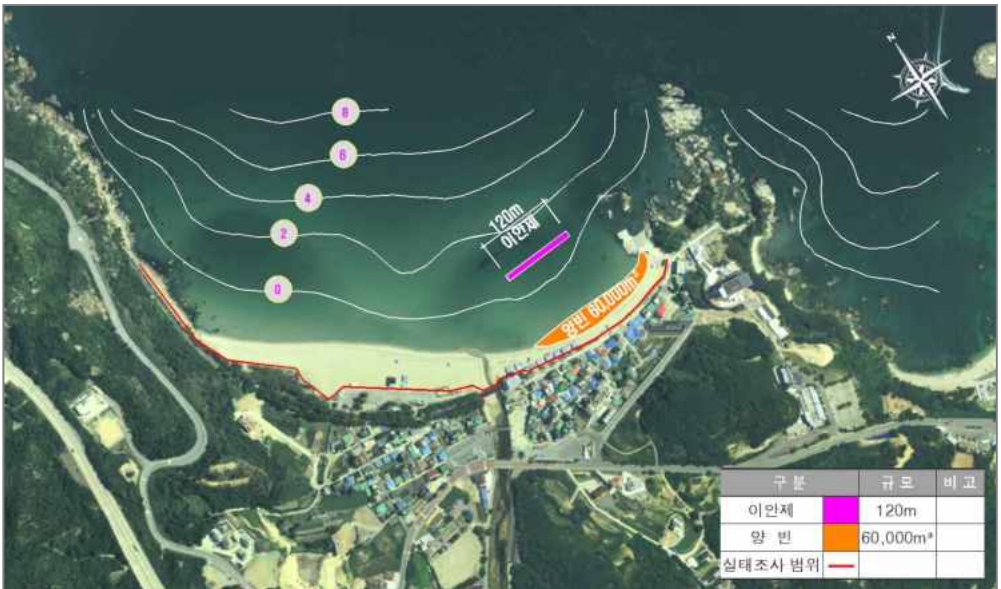 N
8
6
4
2
0
120m
이안제
양빈 60,000m³
구 분 규 모 비 고
이안제 120m
양 빈 60,000m³
실태조사 범위